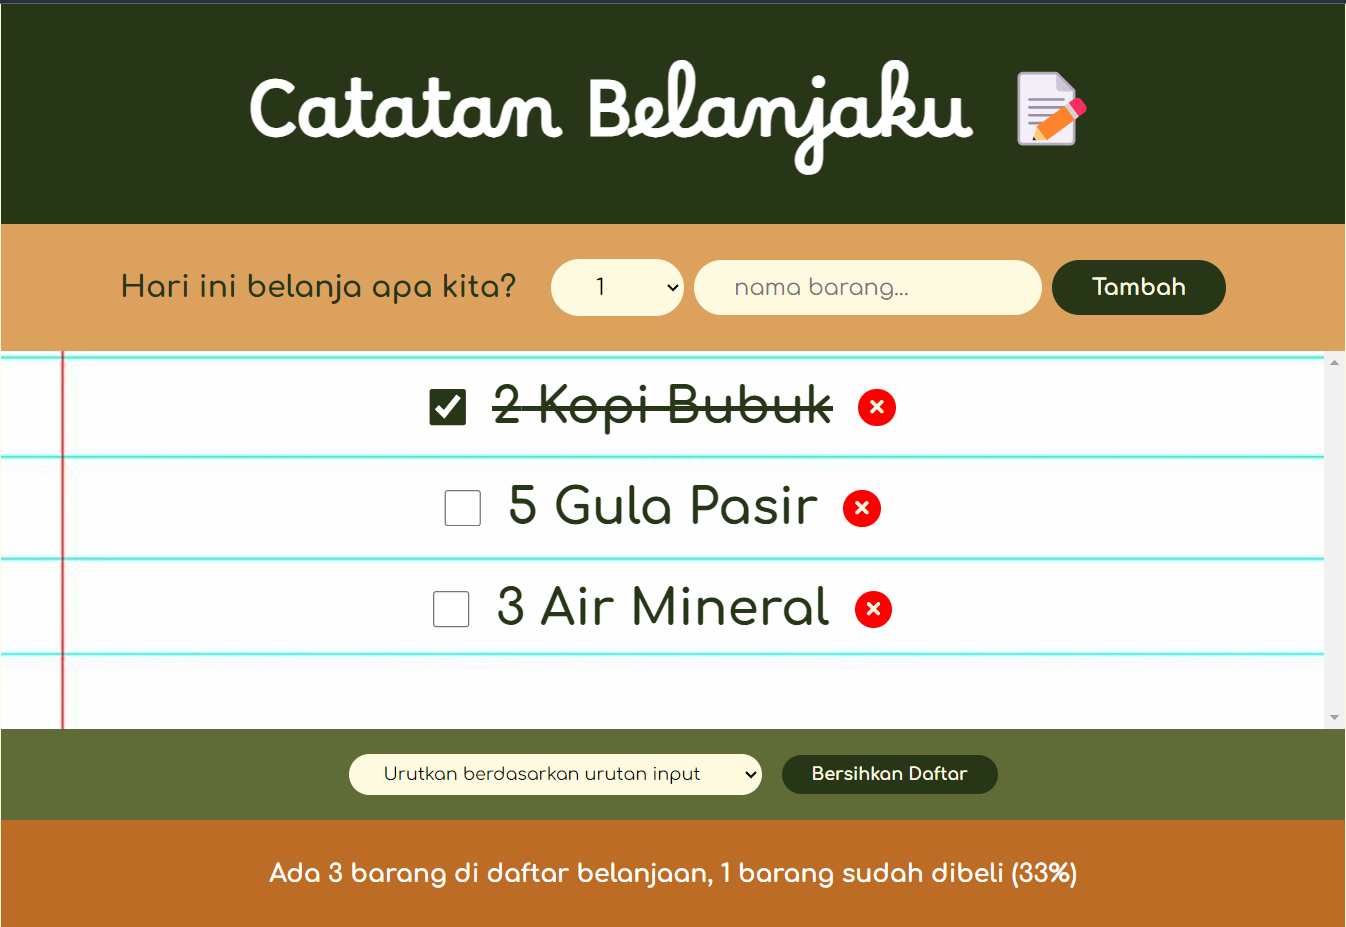 Catatan Belanjaku 📝
Hari ini belanja apa kita? 1 nama barang... Tambah
2 Kopi Bubuk
5 Gula Pasir
3 Air Mineral
Urutkan berdasarkan urutan input Bersihkan Daftar
Ada 3 barang di daftar belanjaan, 1 barang sudah dibeli (33%)